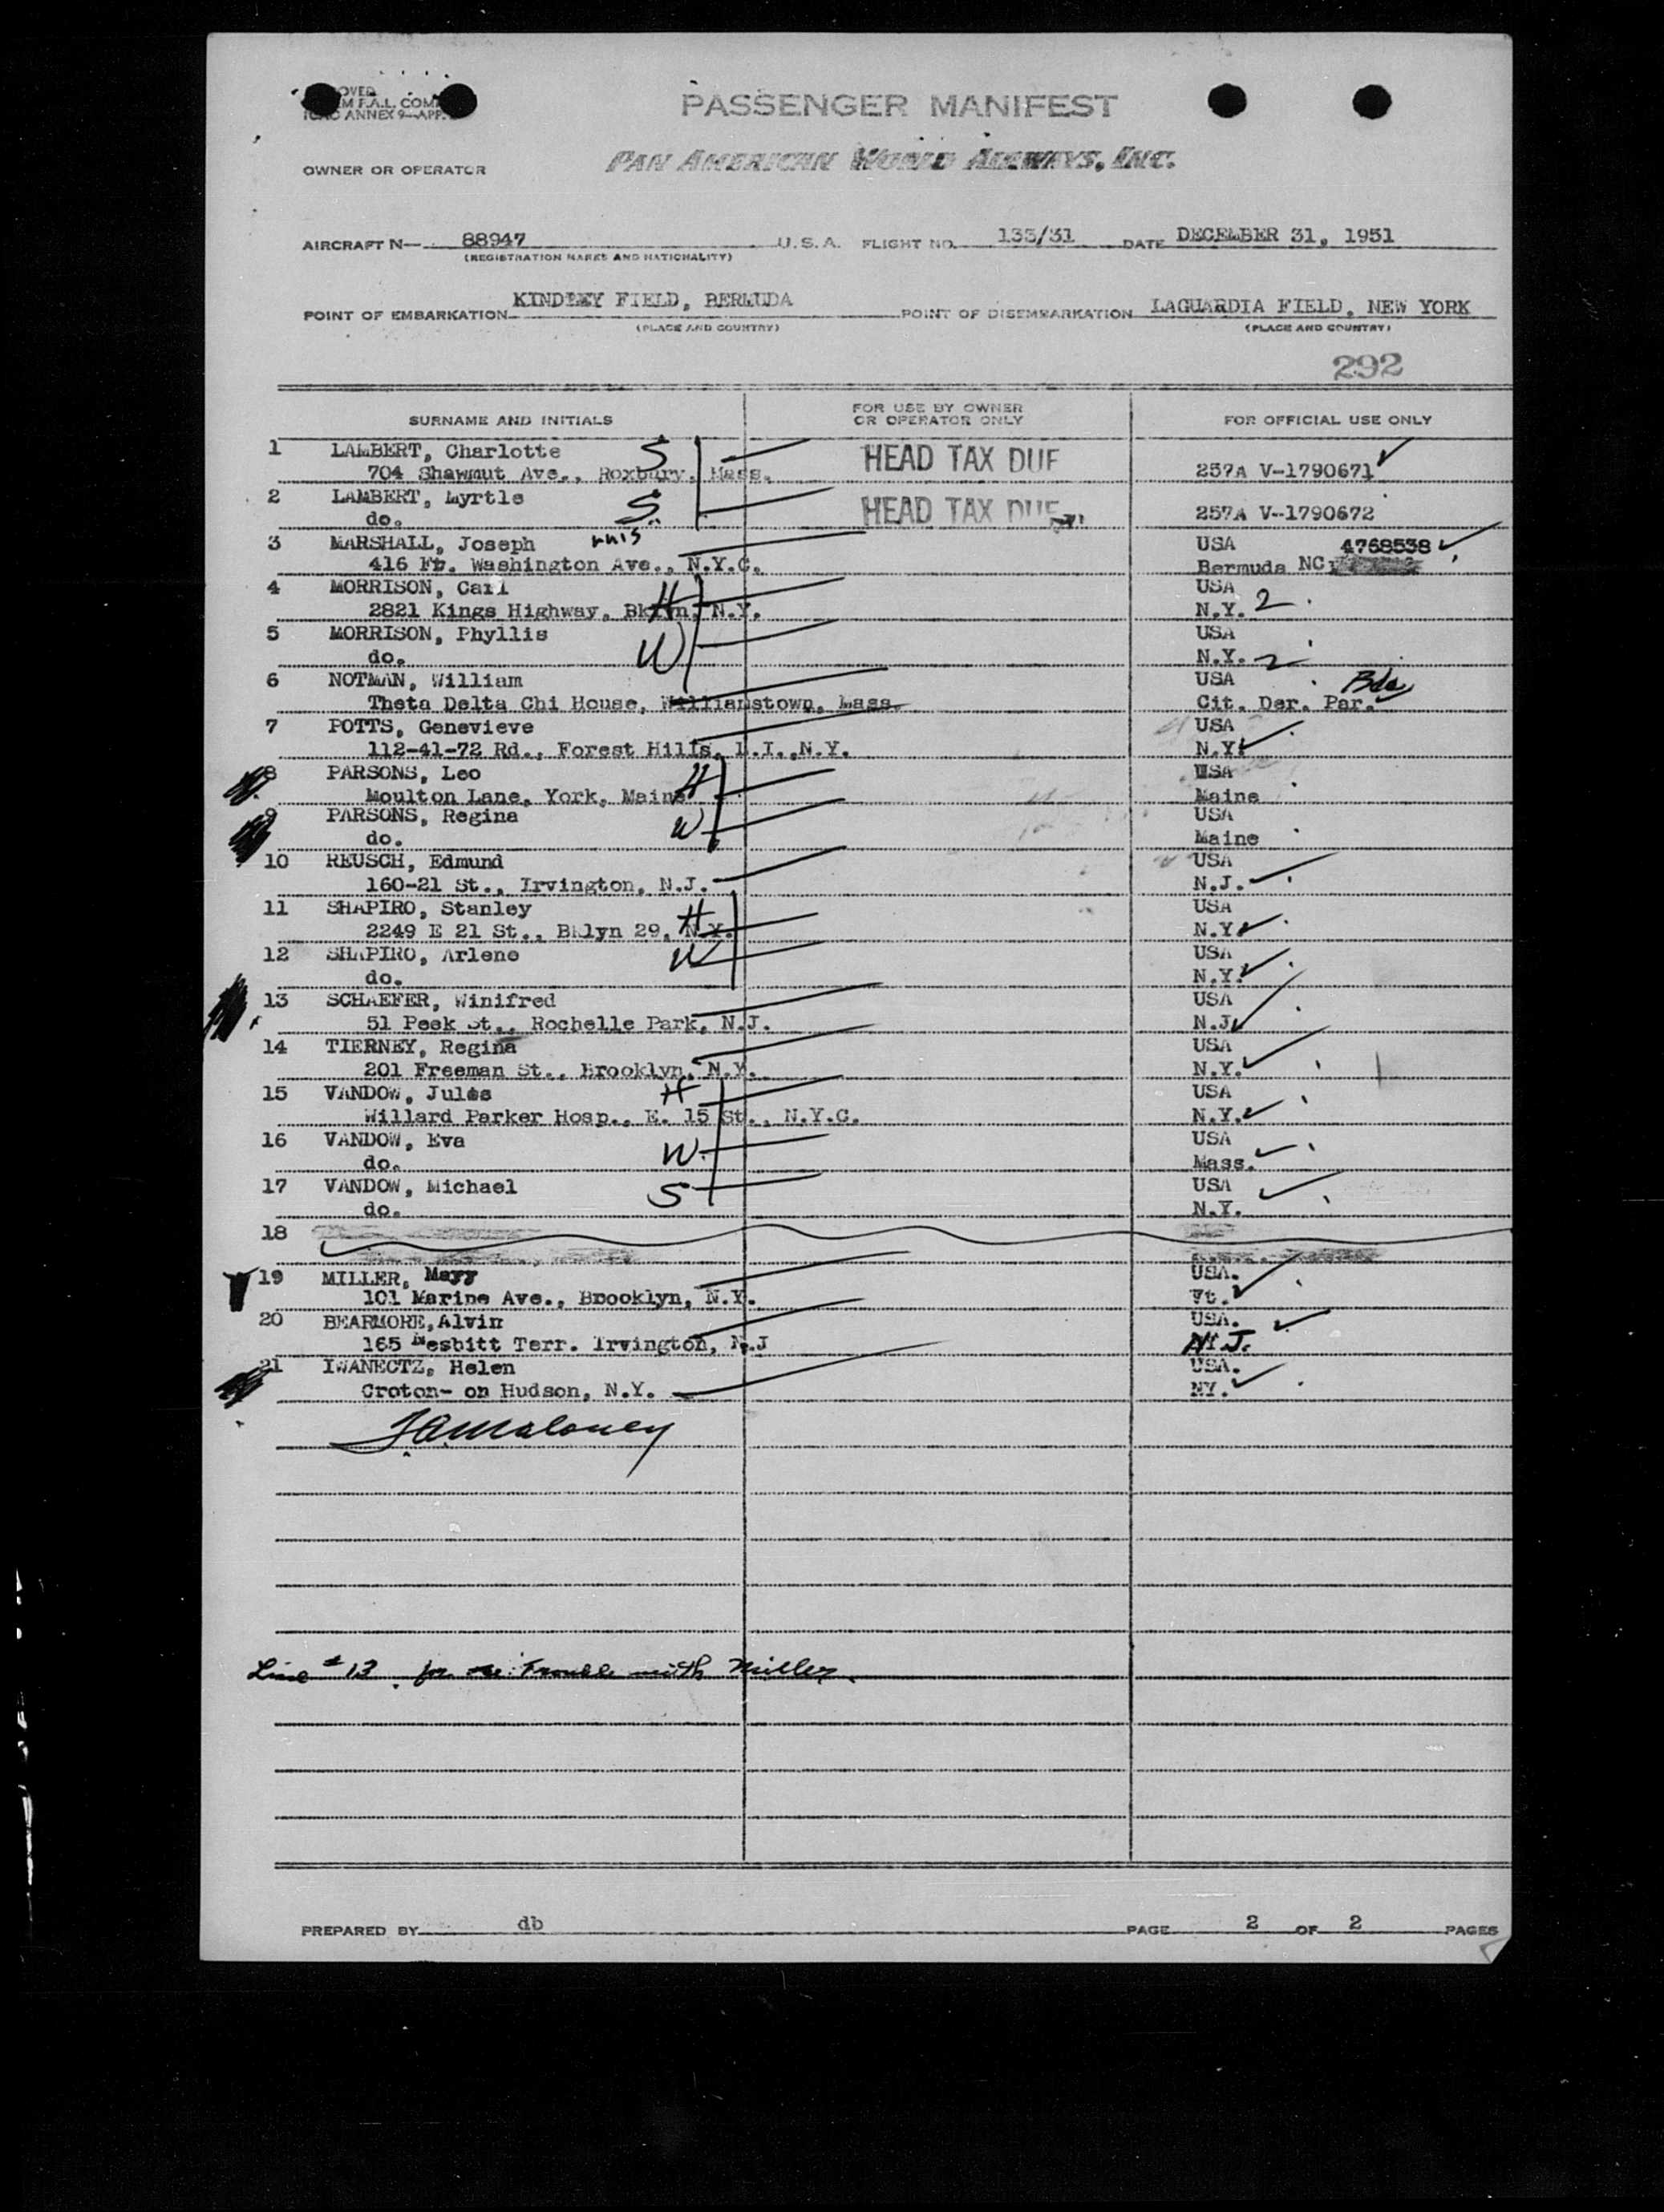 OVED
M F.A.L. COM
ICAO ANNEX 9-APP.
PASSENGER MANIFEST
OWNER OR OPERATOR PAN AMERICAN WORLD AIRWAYS, INC.
AIRCRAFT N— 88947 U.S.A. FLIGHT NO. 135/31 DATE DECEMBER 31, 1951
(REGISTRATION MARKS AND NATIONALITY)
POINT OF EMBARKATION KINDLEY FIELD, BERMUDA POINT OF DISEMBARKATION LAGUARDIA FIELD, NEW YORK
(PLACE AND COUNTRY) (PLACE AND COUNTRY)
292
SURNAME AND INITIALS FOR USE BY OWNER OR OPERATOR ONLY FOR OFFICIAL USE ONLY
1 LAMBERT, Charlotte S HEAD TAX DUE
704 Shawmut Ave., Roxbury, Mass. 257A V-1790671
2 LAMBERT, Myrtle S. HEAD TAX DUE
do. 257A V-1790672
3 MARSHALL, Joseph USA 4768538
416 Ft. Washington Ave., N.Y.C. Bermuda NC
4 MORRISON, Carl H USA
2821 Kings Highway, Bklyn, N.Y. N.Y. 2
5 MORRISON, Phyllis W USA
do. N.Y. 2
6 NOTMAN, William USA Bda
Theta Delta Chi House, Williamstown, Mass. Cit. Der. Par.
7 POTTS, Genevieve USA
112-41-72 Rd., Forest Hills, L.I., N.Y. N.Y.
8 PARSONS, Leo H USA
Moulton Lane, York, Maine Maine
9 PARSONS, Regina W USA
do. Maine
10 REUSCH, Edmund USA
160-21 St., Irvington, N.J. N.J.
11 SHAPIRO, Stanley H USA
2249 E 21 St., Bklyn 29, N.Y. N.Y.
12 SHAPIRO, Arlene W USA
do. N.Y.
13 SCHAEFER, Winifred USA
51 Peek St., Rochelle Park, N.J. N.J.
14 TIERNEY, Regina USA
201 Freeman St., Brooklyn, N.Y. N.Y.
15 VANDOW, Jules H USA
Willard Parker Hosp., E. 15 St., N.Y.C. N.Y.
16 VANDOW, Eva W. USA
do. Mass.
17 VANDOW, Michael S USA
do. N.Y.
18
19 MILLER, Mary USA.
101 Marine Ave., Brooklyn, N.Y. Vt.
20 BEARMORE, Alvin USA.
165 Nesbitt Terr. Irvington, N.J N.J.
21 IWANECTZ, Helen USA.
Croton- on Hudson, N.Y. NY.
Line #13 Trouble with Miller
PREPARED BY db PAGE 2 OF 2 PAGES